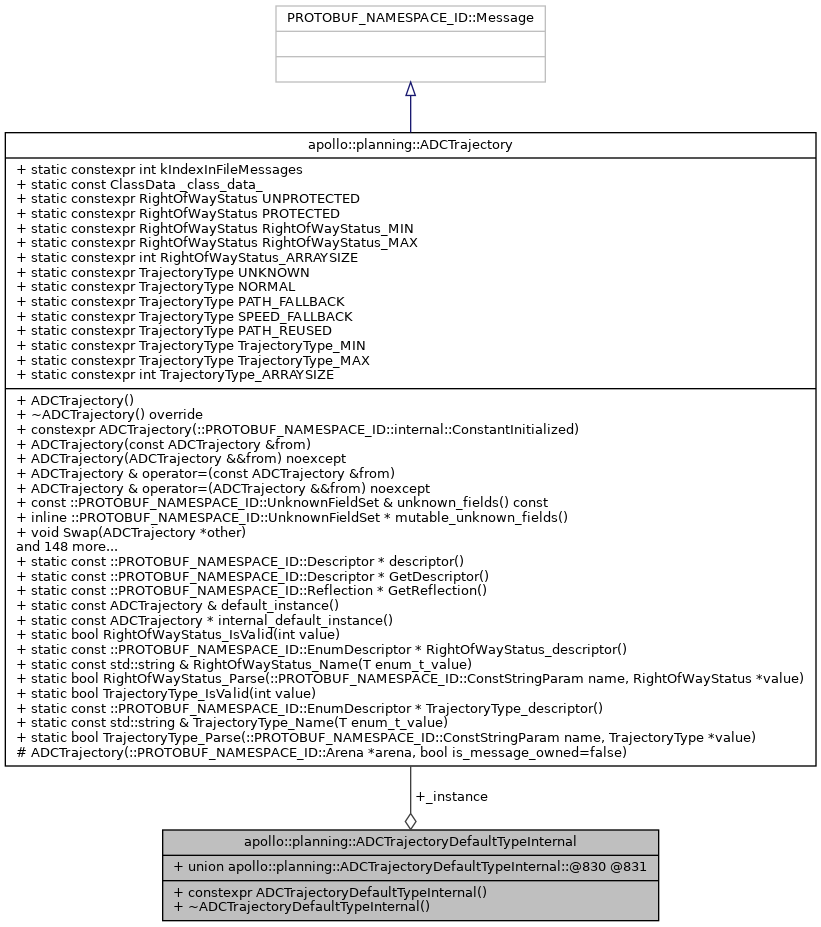 PROTOBUF_NAMESPACE_ID::Message
apollo::planning::ADCTrajectory
+ static constexpr int kIndexInFileMessages
+ static const ClassData _class_data_
+ static constexpr RightOfWayStatus UNPROTECTED
+ static constexpr RightOfWayStatus PROTECTED
+ static constexpr RightOfWayStatus RightOfWayStatus_MIN
+ static constexpr RightOfWayStatus RightOfWayStatus_MAX
+ static constexpr int RightOfWayStatus_ARRAYSIZE
+ static constexpr TrajectoryType UNKNOWN
+ static constexpr TrajectoryType NORMAL
+ static constexpr TrajectoryType PATH_FALLBACK
+ static constexpr TrajectoryType SPEED_FALLBACK
+ static constexpr TrajectoryType PATH_REUSED
+ static constexpr TrajectoryType TrajectoryType_MIN
+ static constexpr TrajectoryType TrajectoryType_MAX
+ static constexpr int TrajectoryType_ARRAYSIZE
+ ADCTrajectory()
+ ~ADCTrajectory() override
+ constexpr ADCTrajectory(::PROTOBUF_NAMESPACE_ID::internal::ConstantInitialized)
+ ADCTrajectory(const ADCTrajectory &from)
+ ADCTrajectory(ADCTrajectory &&from) noexcept
+ ADCTrajectory & operator=(const ADCTrajectory &from)
+ ADCTrajectory & operator=(ADCTrajectory &&from) noexcept
+ const ::PROTOBUF_NAMESPACE_ID::UnknownFieldSet & unknown_fields() const
+ inline ::PROTOBUF_NAMESPACE_ID::UnknownFieldSet * mutable_unknown_fields()
+ void Swap(ADCTrajectory *other)
and 148 more...
+ static const ::PROTOBUF_NAMESPACE_ID::Descriptor * descriptor()
+ static const ::PROTOBUF_NAMESPACE_ID::Descriptor * GetDescriptor()
+ static const ::PROTOBUF_NAMESPACE_ID::Reflection * GetReflection()
+ static const ADCTrajectory & default_instance()
+ static const ADCTrajectory * internal_default_instance()
+ static bool RightOfWayStatus_IsValid(int value)
+ static const ::PROTOBUF_NAMESPACE_ID::EnumDescriptor * RightOfWayStatus_descriptor()
+ static const std::string & RightOfWayStatus_Name(T enum_t_value)
+ static bool RightOfWayStatus_Parse(::PROTOBUF_NAMESPACE_ID::ConstStringParam name, RightOfWayStatus *value)
+ static bool TrajectoryType_IsValid(int value)
+ static const ::PROTOBUF_NAMESPACE_ID::EnumDescriptor * TrajectoryType_descriptor()
+ static const std::string & TrajectoryType_Name(T enum_t_value)
+ static bool TrajectoryType_Parse(::PROTOBUF_NAMESPACE_ID::ConstStringParam name, TrajectoryType *value)
# ADCTrajectory(::PROTOBUF_NAMESPACE_ID::Arena *arena, bool is_message_owned=false)
+_instance
apollo::planning::ADCTrajectoryDefaultTypeInternal
+ union apollo::planning::ADCTrajectoryDefaultTypeInternal::@830 @831
+ constexpr ADCTrajectoryDefaultTypeInternal()
+ ~ADCTrajectoryDefaultTypeInternal()